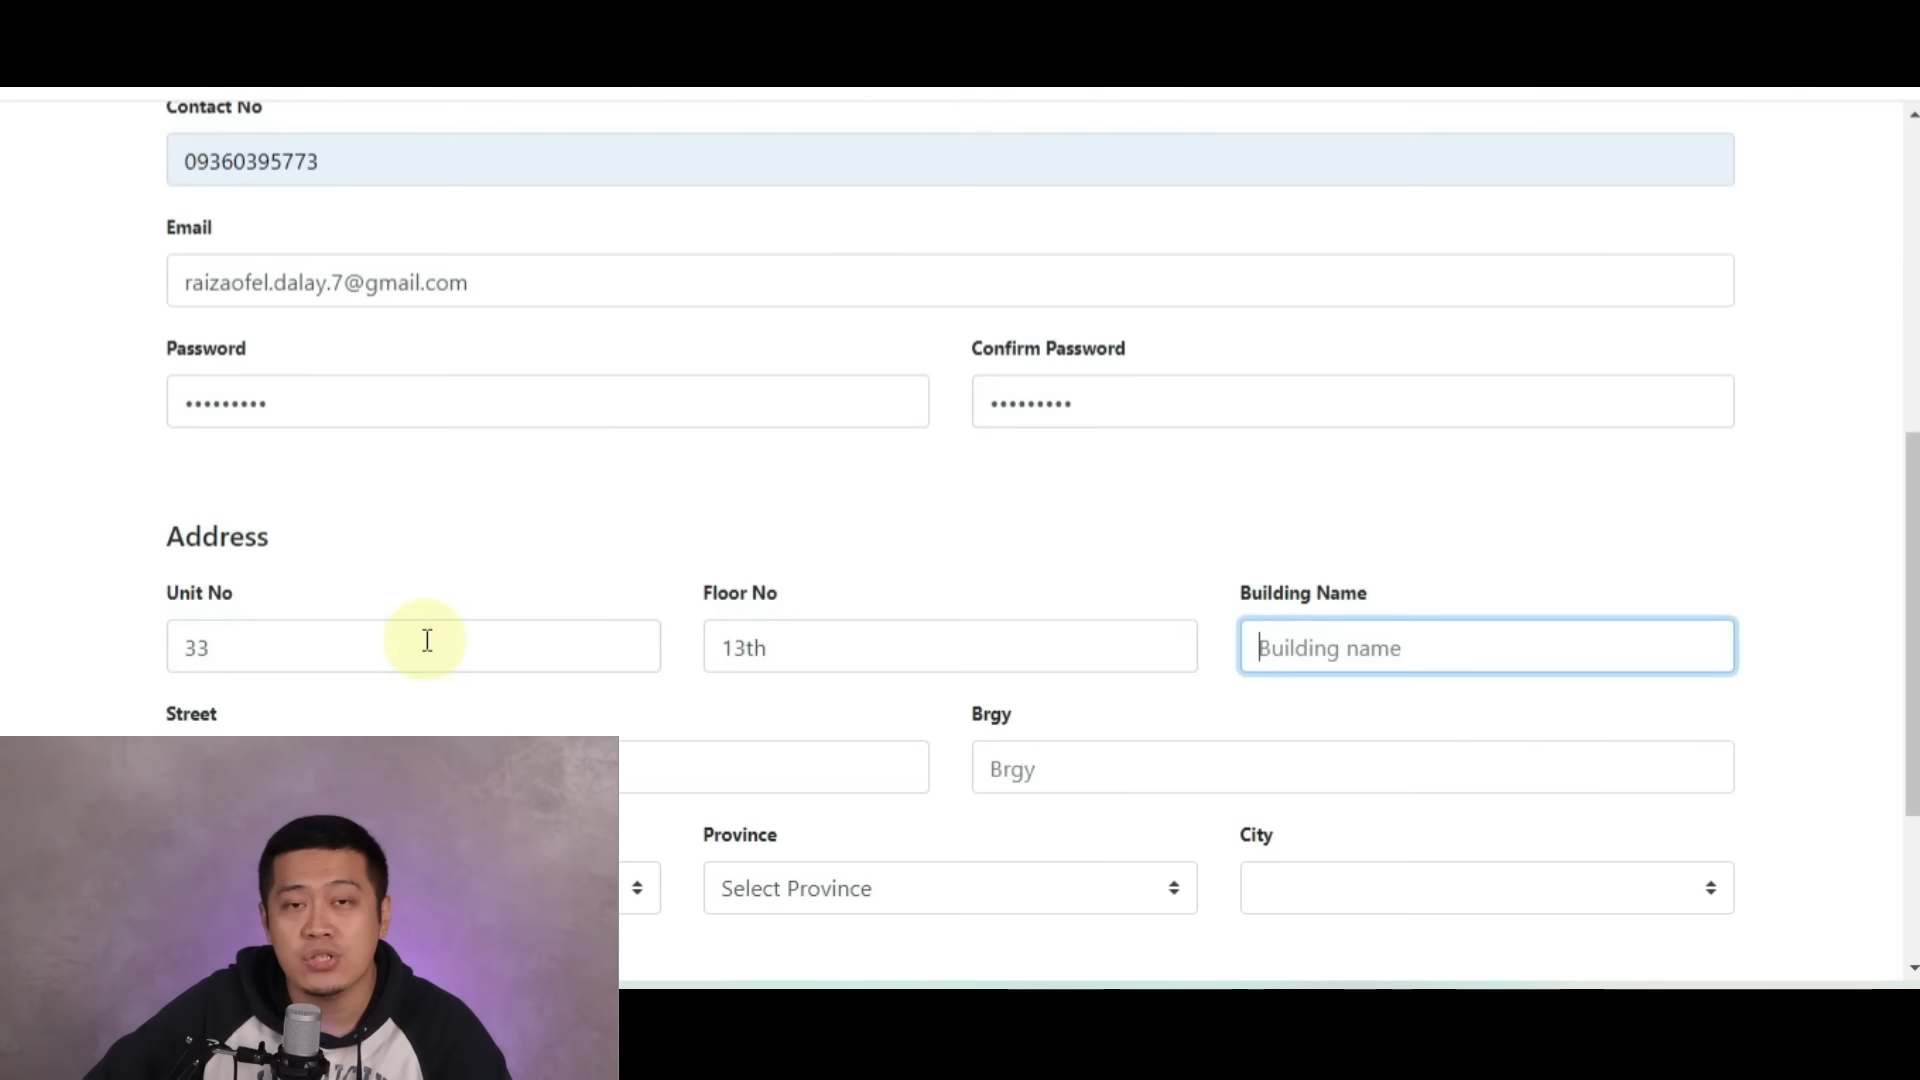 Contact No
09360395773
Email
raizaofel.dalay.7@gmail.com
Password Confirm Password
••••••••• •••••••••
Address
Unit No Floor No Building Name
33 13th Building name
Street Brgy
Brgy
Province City
Select Province